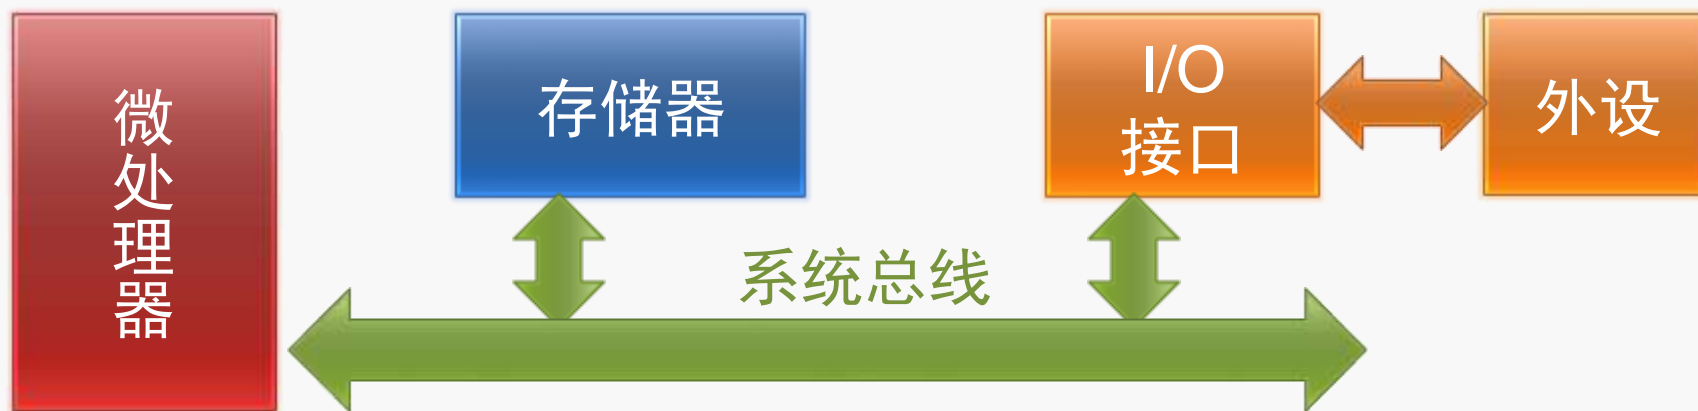 微处理器
存储器
I/O
接口
外设
系统总线